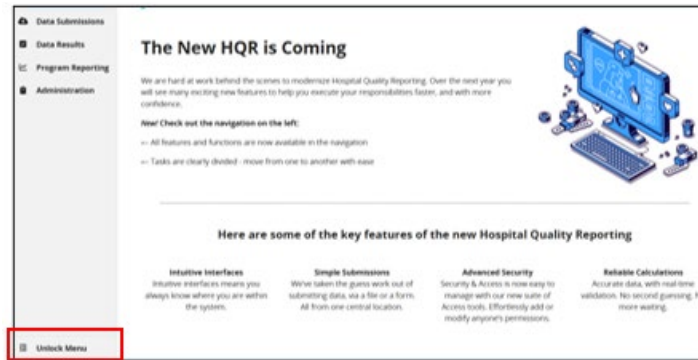 Data Submissions
Data Results
Program Reporting
Administration
Unlock Menu
The New HQR is Coming
We are hard at work behind the scenes to modernize Hospital Quality Reporting. Over the next year you
will see many exciting new features to help you execute your responsibilities faster, and with more
confidence.
New! Check out the navigation on the left:
— All features and functions are now available in the navigation
— Tasks are clearly divided - move from one to another with ease
Here are some of the key features of the new Hospital Quality Reporting
Intuitive Interfaces
Intuitive interfaces means you
always know where you are within
the system.
Simple Submissions
We've taken the guess work out of
submitting data, via a file or a form.
All from one central location.
Advanced Security
Security & Access is now easy to
manage with our new suite of
Access tools. Effortlessly add or
modify anyone's permissions.
Reliable Calculations
Accurate data, with real-time
validation. No second guessing.
more waiting.